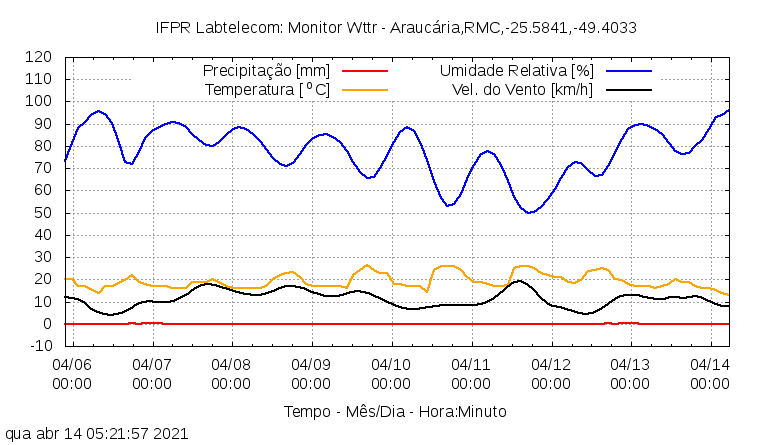 IFPR Labtelecom: Monitor Wttr - Araucária,RMC,-25.5841,-49.4033
120
110
100
90
80
70
60
50
40
30
20
10
0
-10
Precipitação [mm]
Temperatura [ ⁰C]
Umidade Relativa [%]
Vel. do Vento [km/h]
04/06 04/07 04/08 04/09 04/10 04/11 04/12 04/13 04/14
00:00 00:00 00:00 00:00 00:00 00:00 00:00 00:00 00:00
Tempo - Mês/Dia - Hora:Minuto
qua abr 14 05:21:57 2021